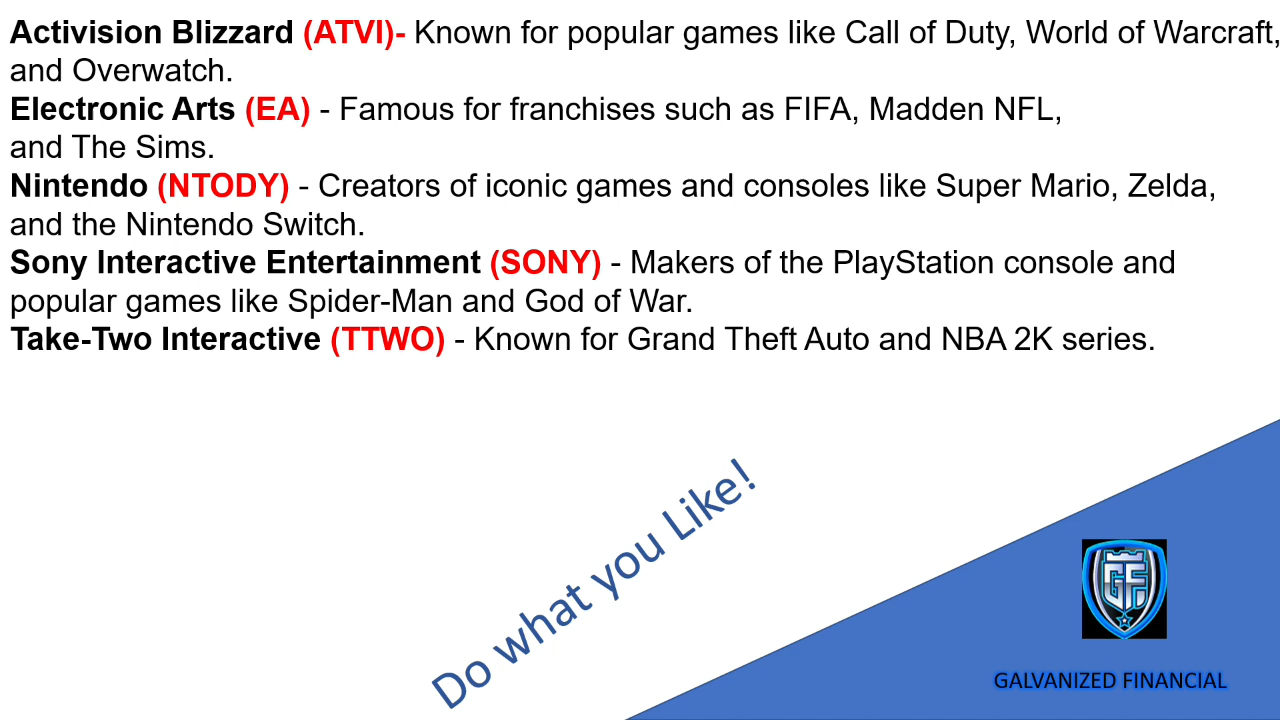 Activision Blizzard (ATVI)- Known for popular games like Call of Duty, World of Warcraft,
and Overwatch.
Electronic Arts (EA) - Famous for franchises such as FIFA, Madden NFL,
and The Sims.
Nintendo (NTODY) - Creators of iconic games and consoles like Super Mario, Zelda,
and the Nintendo Switch.
Sony Interactive Entertainment (SONY) - Makers of the PlayStation console and
popular games like Spider-Man and God of War.
Take-Two Interactive (TTWO) - Known for Grand Theft Auto and NBA 2K series.
Do what you Like!
GF
GALVANIZED FINANCIAL